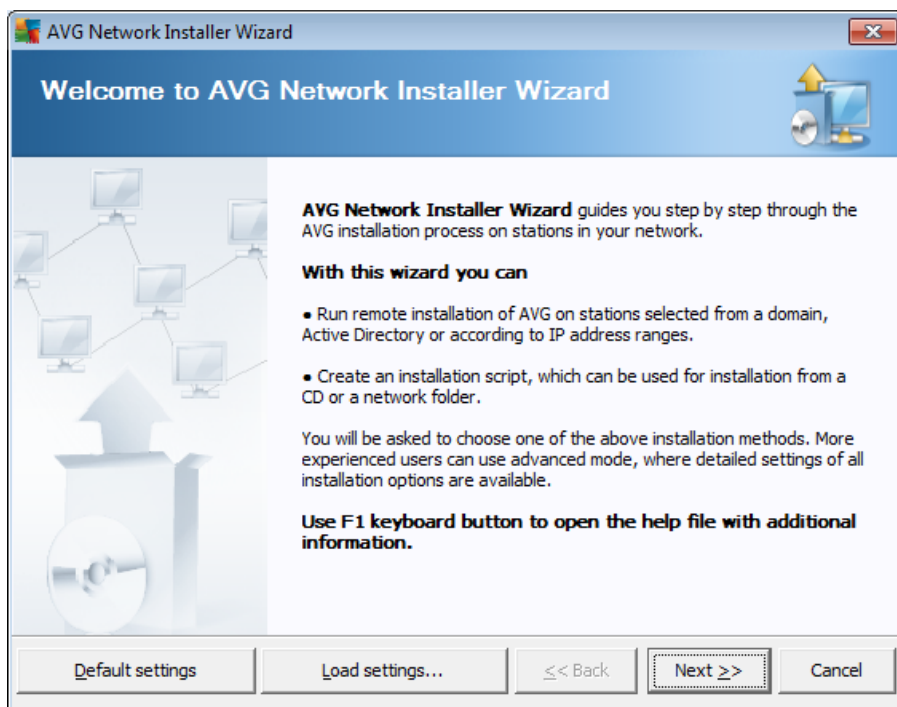 AVG Network Installer Wizard
Welcome to AVG Network Installer Wizard
AVG Network Installer Wizard guides you step by step through the
AVG installation process on stations in your network.
With this wizard you can
• Run remote installation of AVG on stations selected from a domain,
Active Directory or according to IP address ranges.
• Create an installation script, which can be used for installation from a
CD or a network folder.
You will be asked to choose one of the above installation methods. More
experienced users can use advanced mode, where detailed settings of all
installation options are available.
Use F1 keyboard button to open the help file with additional
information.
Default settings
Load settings...
<< Back
Next >>
Cancel